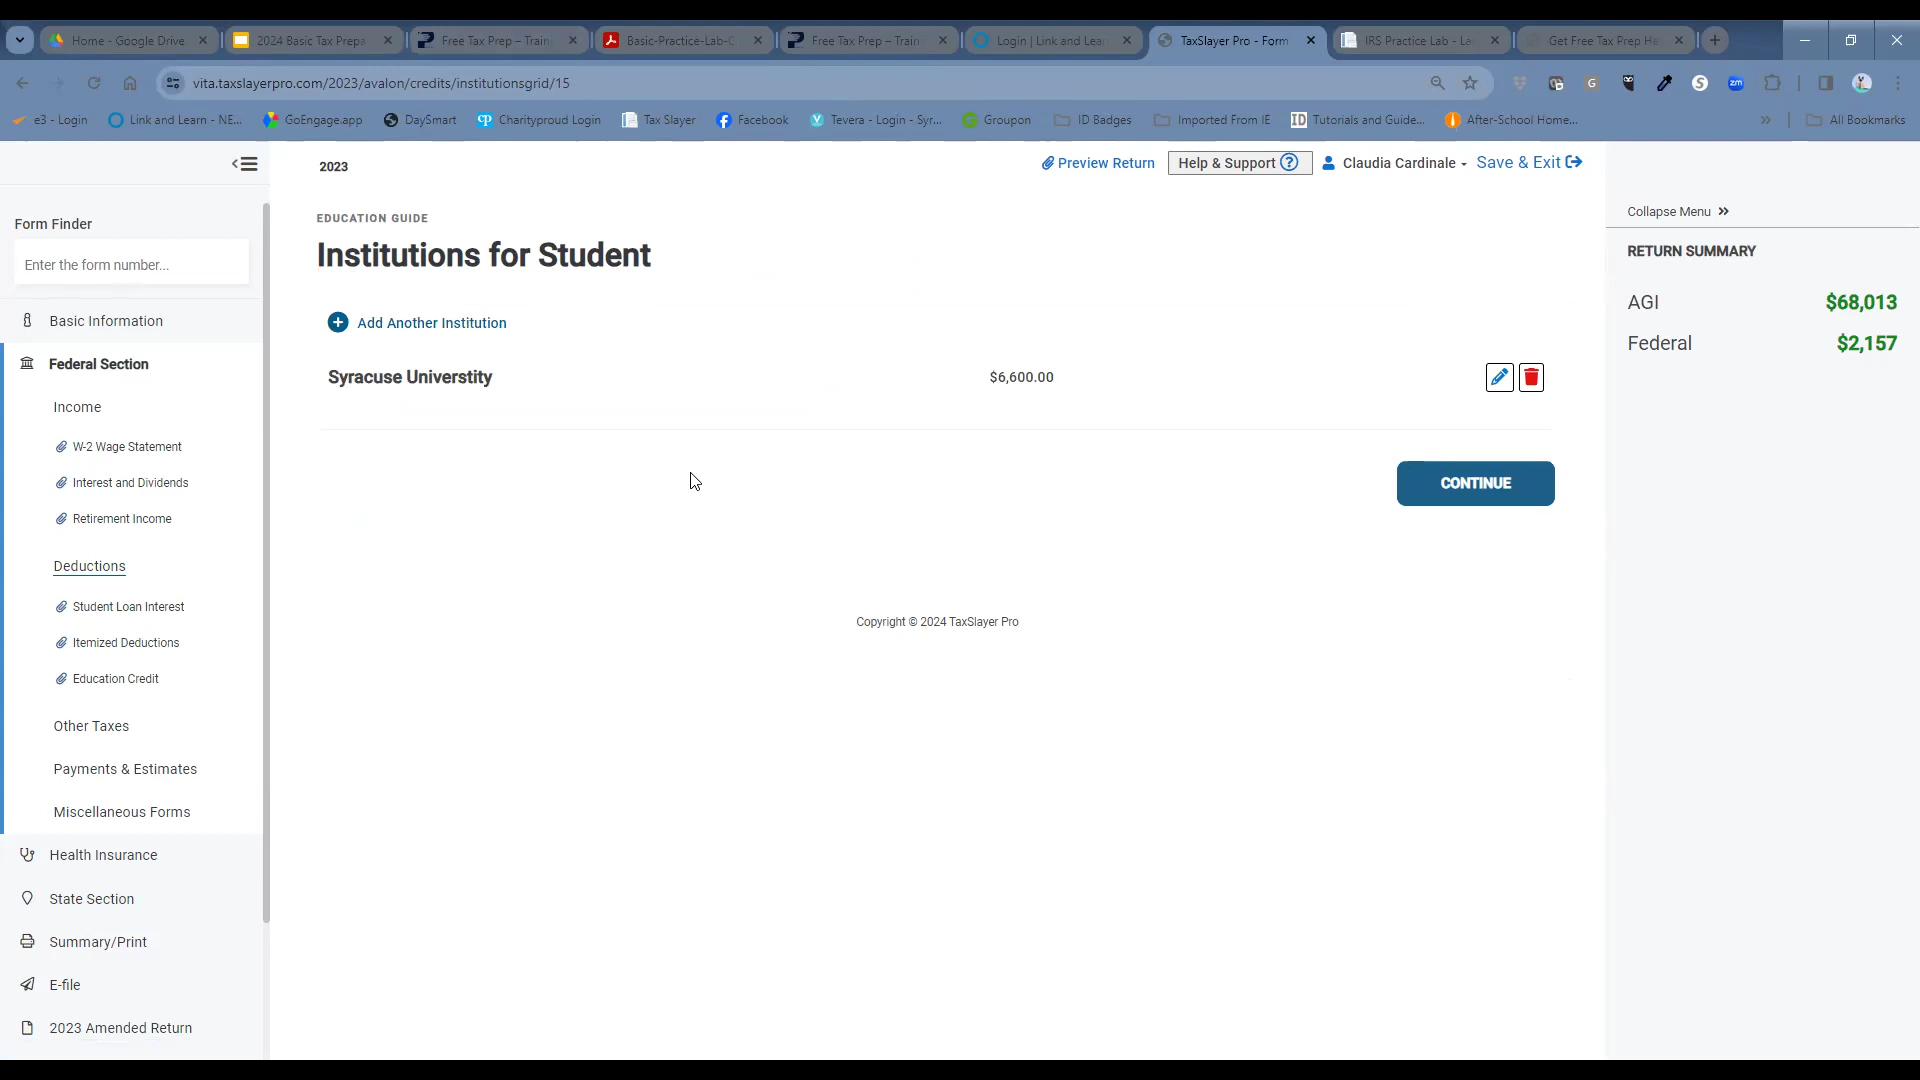 Home - Google Drive
2024 Basic Tax Prepa
Free Tax Prep – Train
Basic-Practice-Lab-C
Free Tax Prep – Train
Login | Link and Lea
TaxSlayer Pro - Form
IRS Practice Lab - La
Get Free Tax Prep He
vita.taxslayerpro.com/2023/avalon/credits/institutionsgrid/15
e3 - Login
Link and Learn - NE...
GoEngage.app
DaySmart
Charityproud Login
Tax Slayer
Facebook
Tevera - Login - Syr...
Groupon
ID Badges
Imported From IE
Tutorials and Guide...
After-School Home...
All Bookmarks
2023
Preview Return
Help & Support
Claudia Cardinale
Save & Exit
Form Finder
Enter the form number...
Basic Information
Federal Section
Income
W-2 Wage Statement
Interest and Dividends
Retirement Income
Deductions
Student Loan Interest
Itemized Deductions
Education Credit
Other Taxes
Payments & Estimates
Miscellaneous Forms
Health Insurance
State Section
Summary/Print
E-file
2023 Amended Return
EDUCATION GUIDE
Institutions for Student
Add Another Institution
Syracuse Universtity
$6,600.00
CONTINUE
Copyright © 2024 TaxSlayer Pro
Collapse Menu
RETURN SUMMARY
AGI $68,013
Federal $2,157